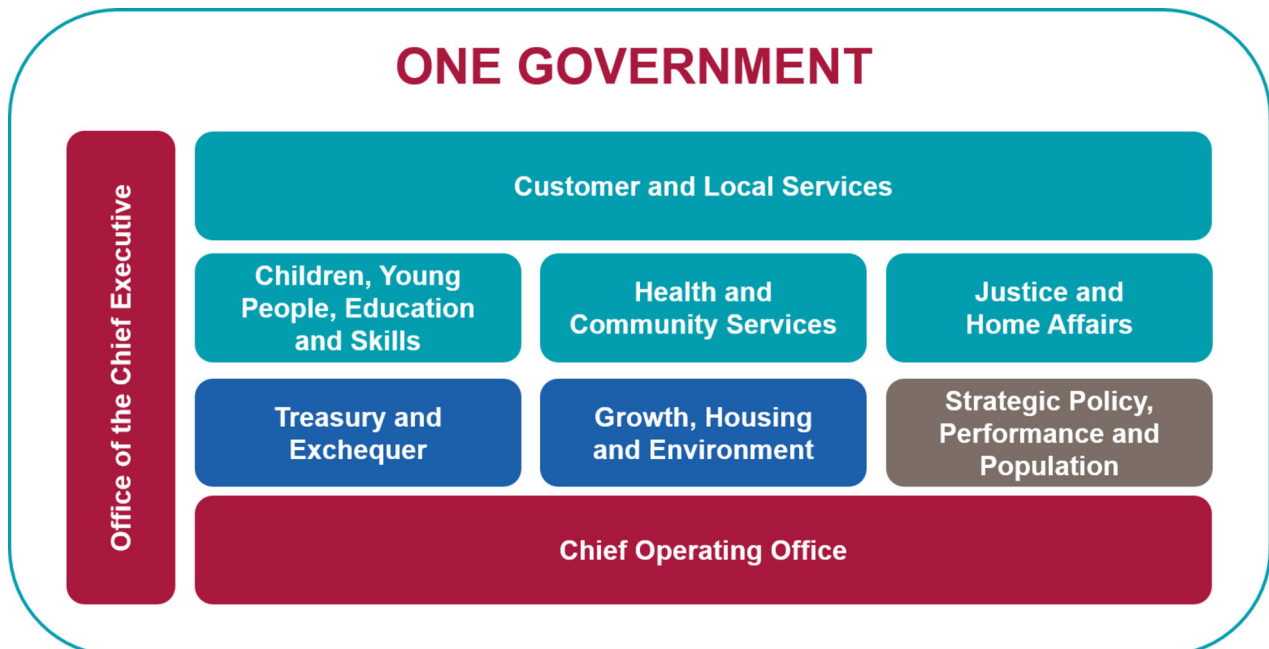 ONE GOVERNMENT
Office of the Chief Executive
Customer and Local Services
Children, Young
People, Education
and Skills
Health and
Community Services
Justice and
Home Affairs
Treasury and
Exchequer
Growth, Housing
and Environment
Strategic Policy,
Performance and
Population
Chief Operating Office